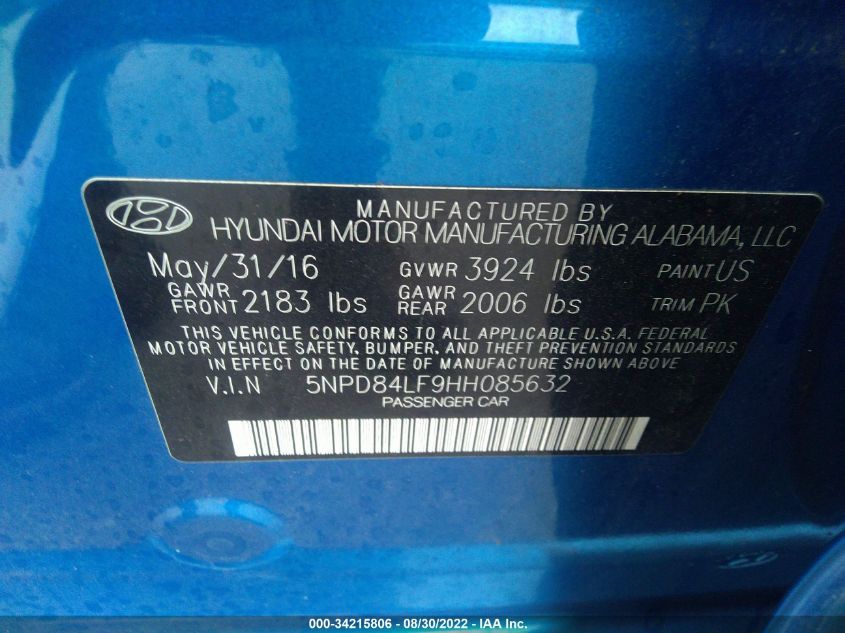 MANUFACTURED BY
HYUNDAI MOTOR MANUFACTURING ALABAMA, LLC
May/31/16 GVWR 3924 lbs PAINT US
GAWR FRONT 2183 lbs GAWR REAR 2006 lbs TRIM PK
THIS VEHICLE CONFORMS TO ALL APPLICABLE U.S.A. FEDERAL
MOTOR VEHICLE SAFETY, BUMPER, AND THEFT PREVENTION STANDARDS
IN EFFECT ON THE DATE OF MANUFACTURE SHOWN ABOVE
V.I.N 5NPD84LF9HH085632
PASSENGER CAR
000-34215806 - 08/30/2022 - IAA Inc.